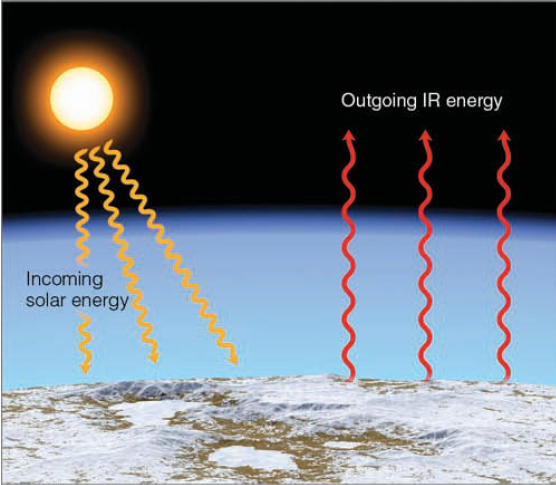 Outgoing IR energy
Incoming
solar energy